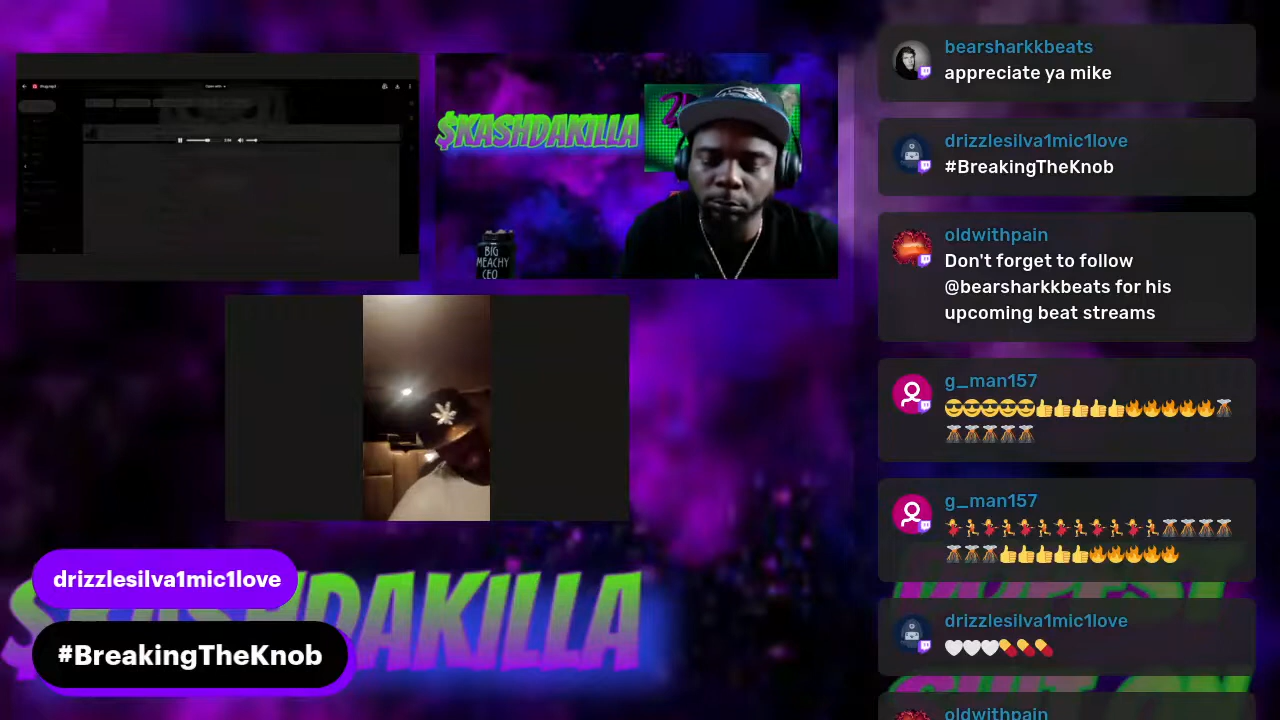 $KASHDAKILLA
BIG
MEACHY
CEO
drizzlesilva1mic1love
#BreakingTheKnob
DAKILLA
bearsharkkbeats
appreciate ya mike
drizzlesilva1mic1love
#BreakingTheKnob
oldwithpain
Don't forget to follow
@bearsharkkbeats for his
upcoming beat streams
g_man157
😎😎😎😎😎👍👍👍👍👍🔥🔥🔥🔥🔥🌋
🌋🌋🌋🌋🌋
g_man157
💃🏃💃🏃💃🏃💃🏃💃🏃💃🏃🌋🌋🌋🌋
🌋🌋🌋👍👍👍👍👍🔥🔥🔥🔥🔥
drizzlesilva1mic1love
🤍🤍🤍💊💊💊
oldwithpain